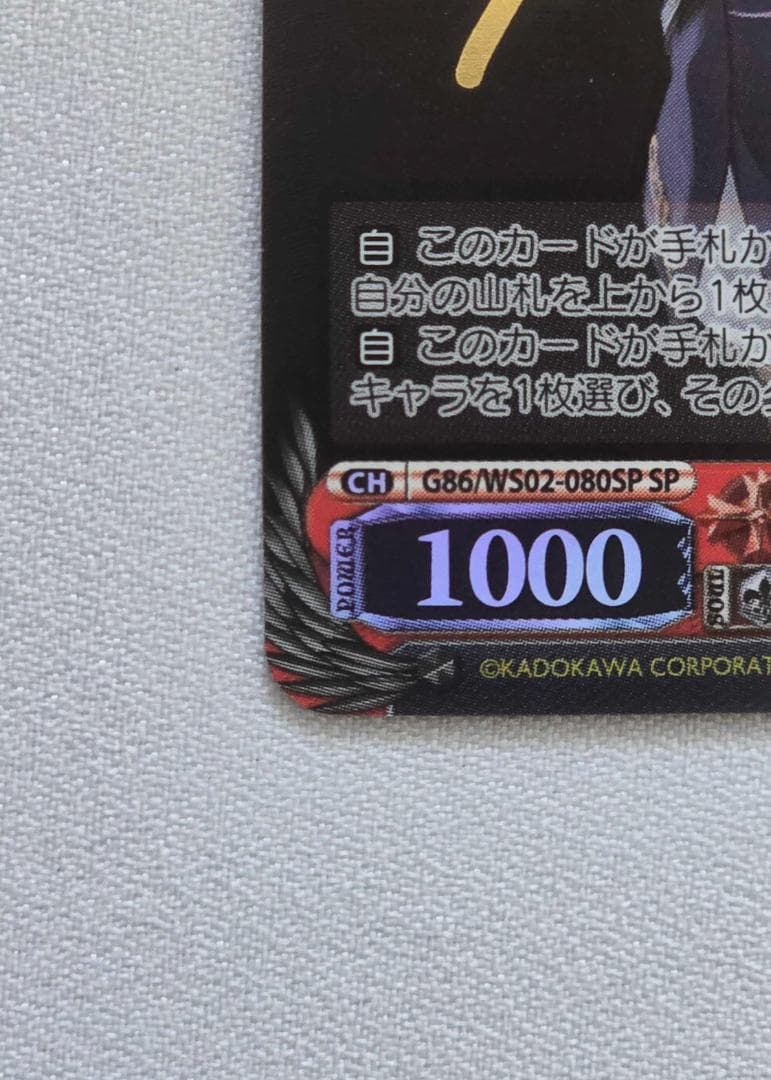 自 このカードが手札か
自分の山札を上から1枚
自 このカードが手札か
キャラを1枚選び、その
CH G86/WS02-080SP SP
POWER 1000 SOUL
©KADOKAWA CORPORAT